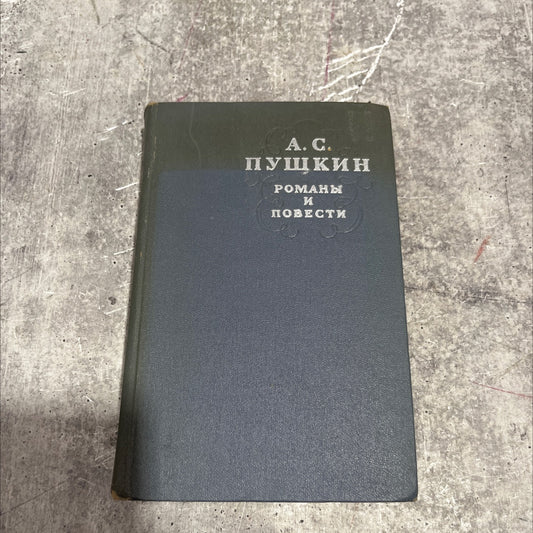 А. С.
ПУШКИН
РОМАНЫ
И
ПОВЕСТИ